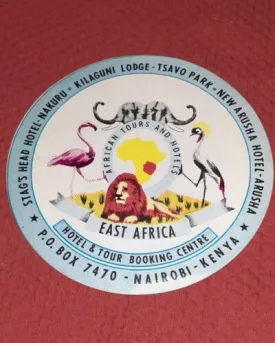 STAG'S HEAD HOTEL-NAKURU ★ KILAGUNI LODGE-TSAVO PARK ★ NEW ARUSHA HOTEL-ARUSHA ★
AFRICAN TOURS AND HOTELS
EAST AFRICA
HOTEL & TOUR BOOKING CENTRE
P.O. BOX 7470 - NAIROBI - KENYA ★